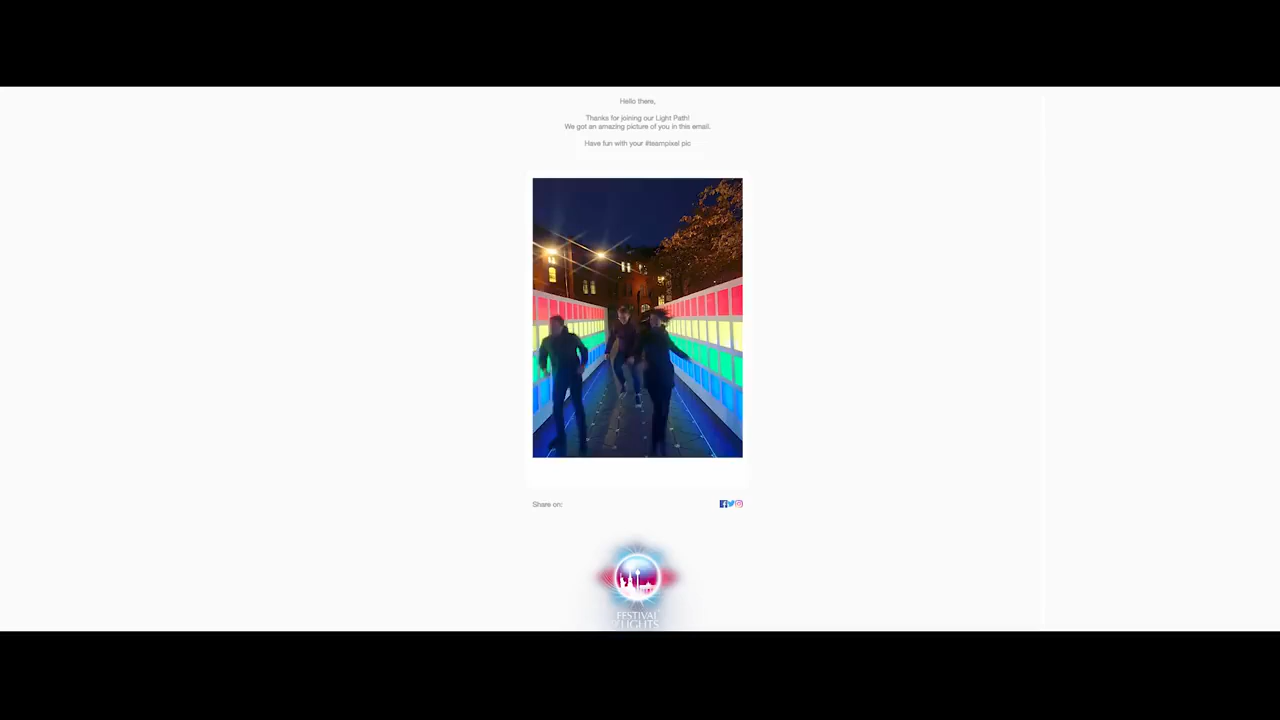 Hello there,
Thanks for joining our Light Path!
We got an amazing picture of you in this email.
Have fun with your #teampixel pic
Share on:
FESTIVAL
OF LIGHTS